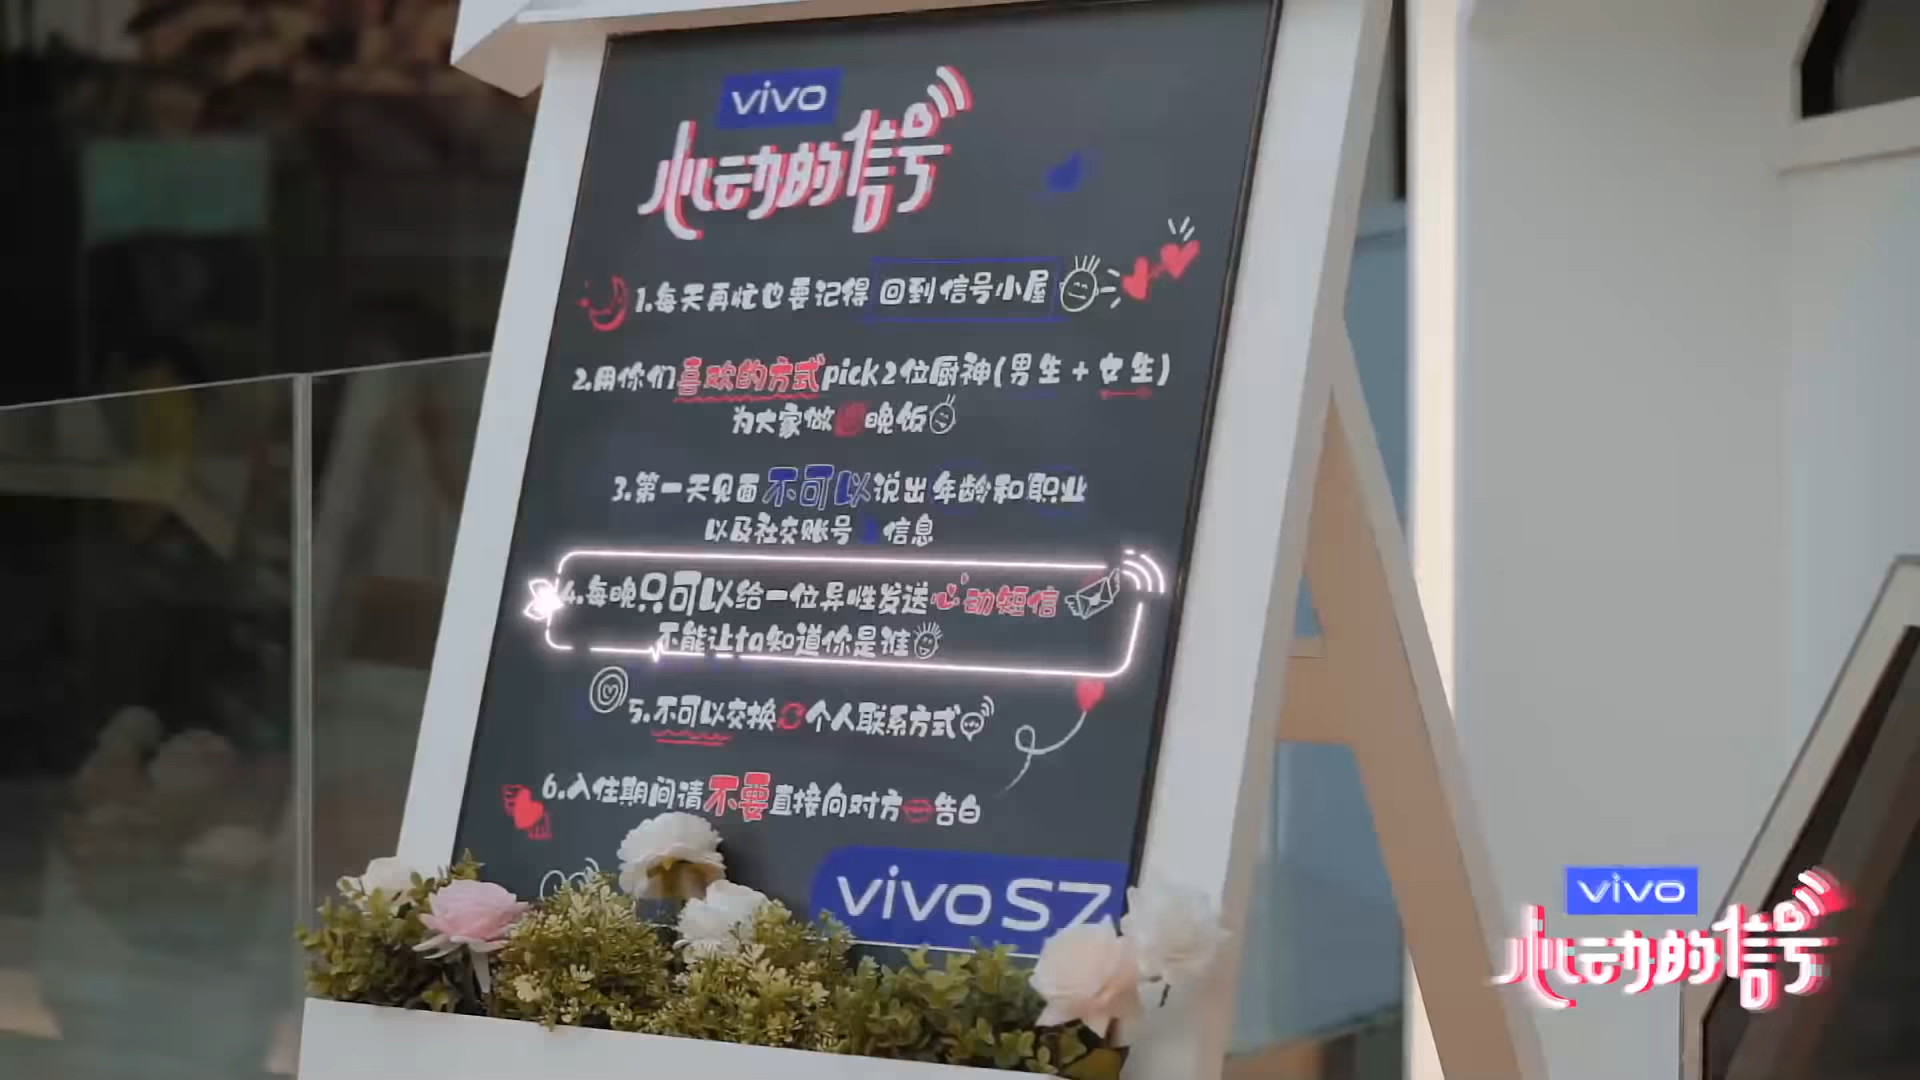 vivo
心动的信号
1.每天再忙也要记得回到信号小屋
2.用你们喜欢的方式pick2位厨神(男生+女生)
为大家做晚饭
3.第一天见面不可以说出年龄和职业
以及社交账号信息
4.每晚只可以给一位异性发送心动短信
不能让ta知道你是谁
5.不可以交换个人联系方式
6.入住期间请不要直接向对方告白
vivo S7
vivo
心动的信号